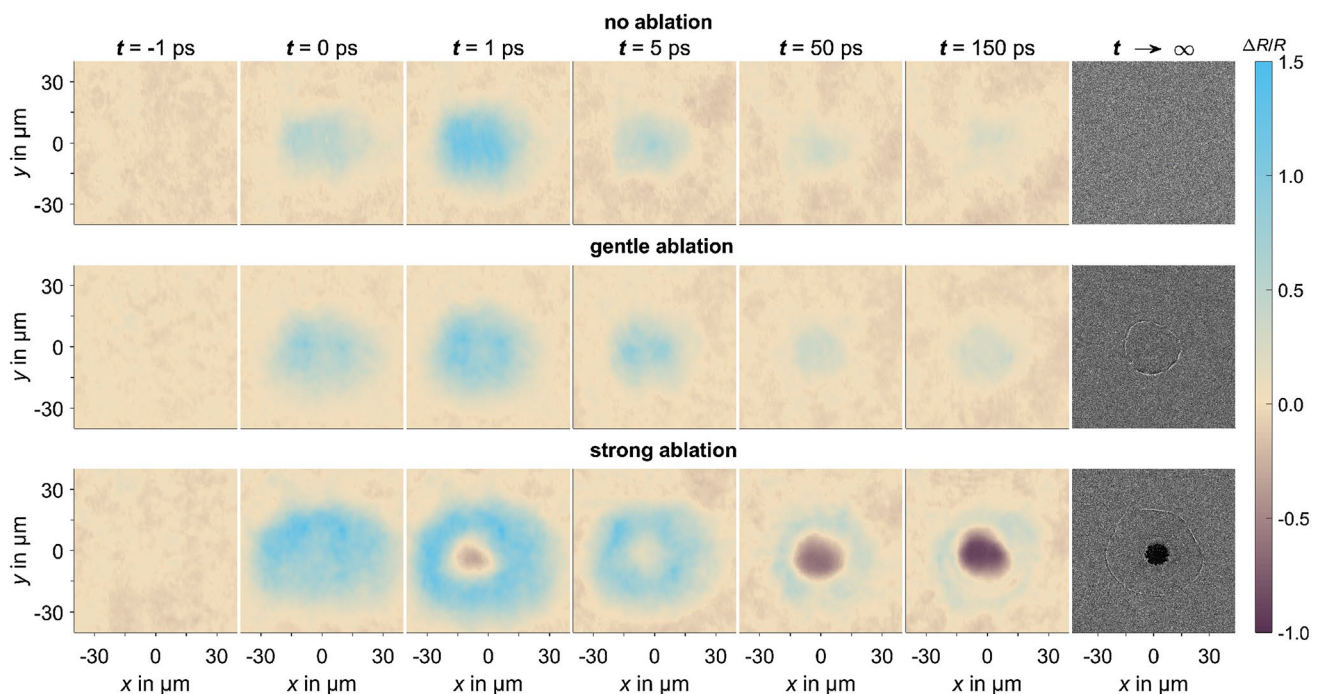 no ablation
t = -1 ps t = 0 ps t = 1 ps t = 5 ps t = 50 ps t = 150 ps t → ∞ ΔR/R
30
0
-30
y in µm
gentle ablation
30
0
-30
y in µm
strong ablation
30
0
-30
y in µm
-30 0 30 -30 0 30 -30 0 30 -30 0 30 -30 0 30 -30 0 30 -30 0 30
x in µm x in µm x in µm x in µm x in µm x in µm x in µm
1.5
1.0
0.5
0.0
-0.5
-1.0